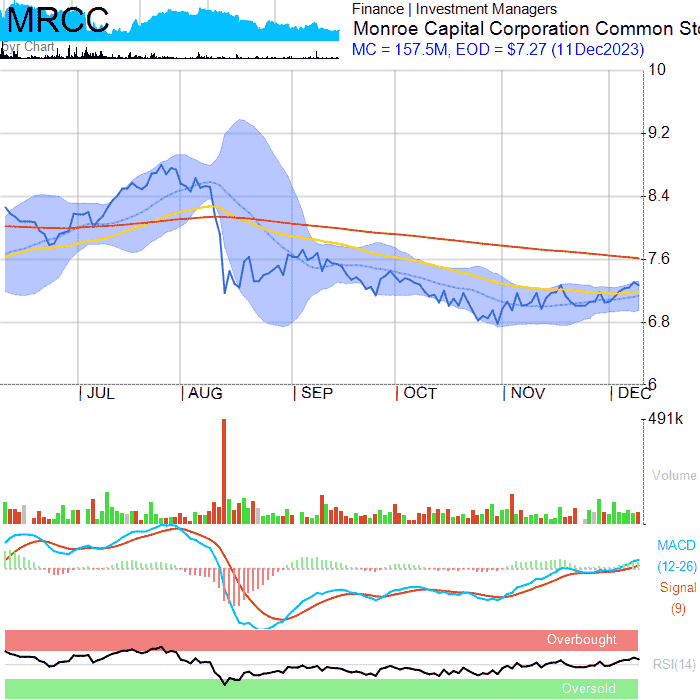 MRCC
Finance | Investment Managers
Monroe Capital Corporation Common Sto
5yr Chart
MC = 157.5M, EOD = $7.27 (11Dec2023)
10
9.2
8.4
7.6
6.8
6
JUL AUG SEP OCT NOV DEC
491k
Volume
MACD
(12-26)
Signal
(9)
Overbought
RSI(14)
Oversold